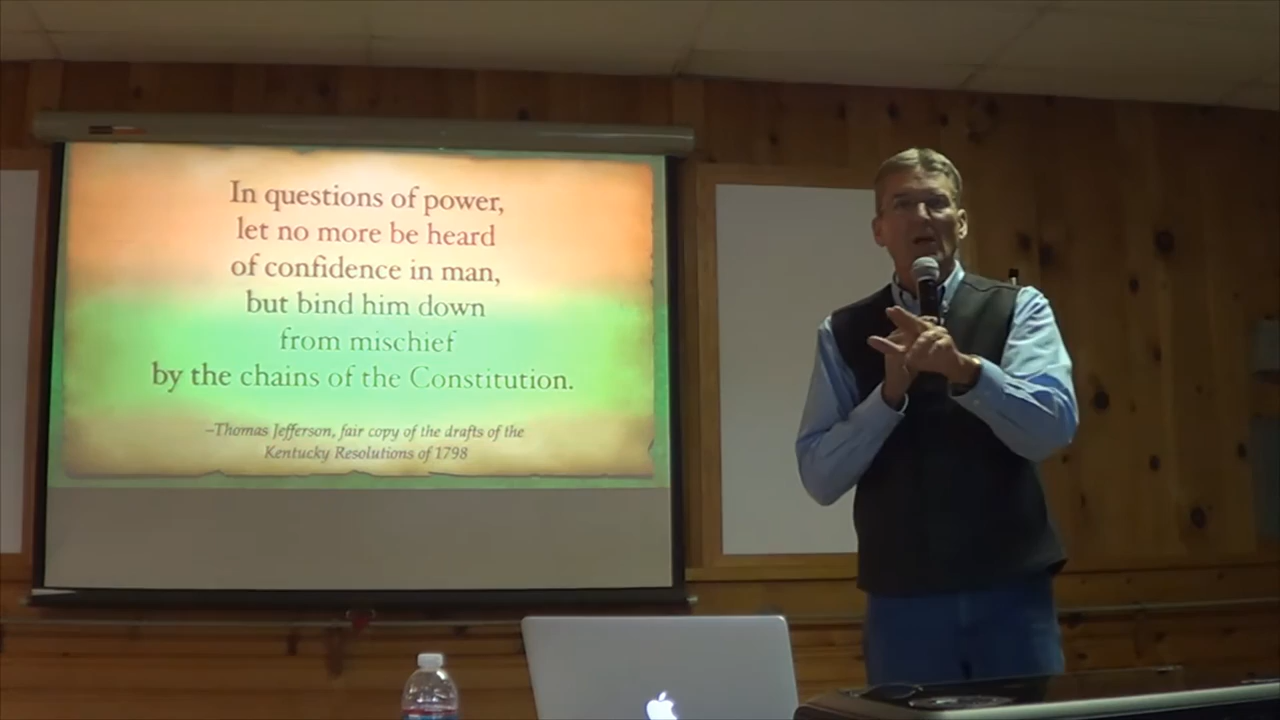 In questions of power,
let no more be heard
of confidence in man,
but bind him down
from mischief
by the chains of the Constitution.
–Thomas Jefferson, fair copy of the drafts of the
Kentucky Resolutions of 1798